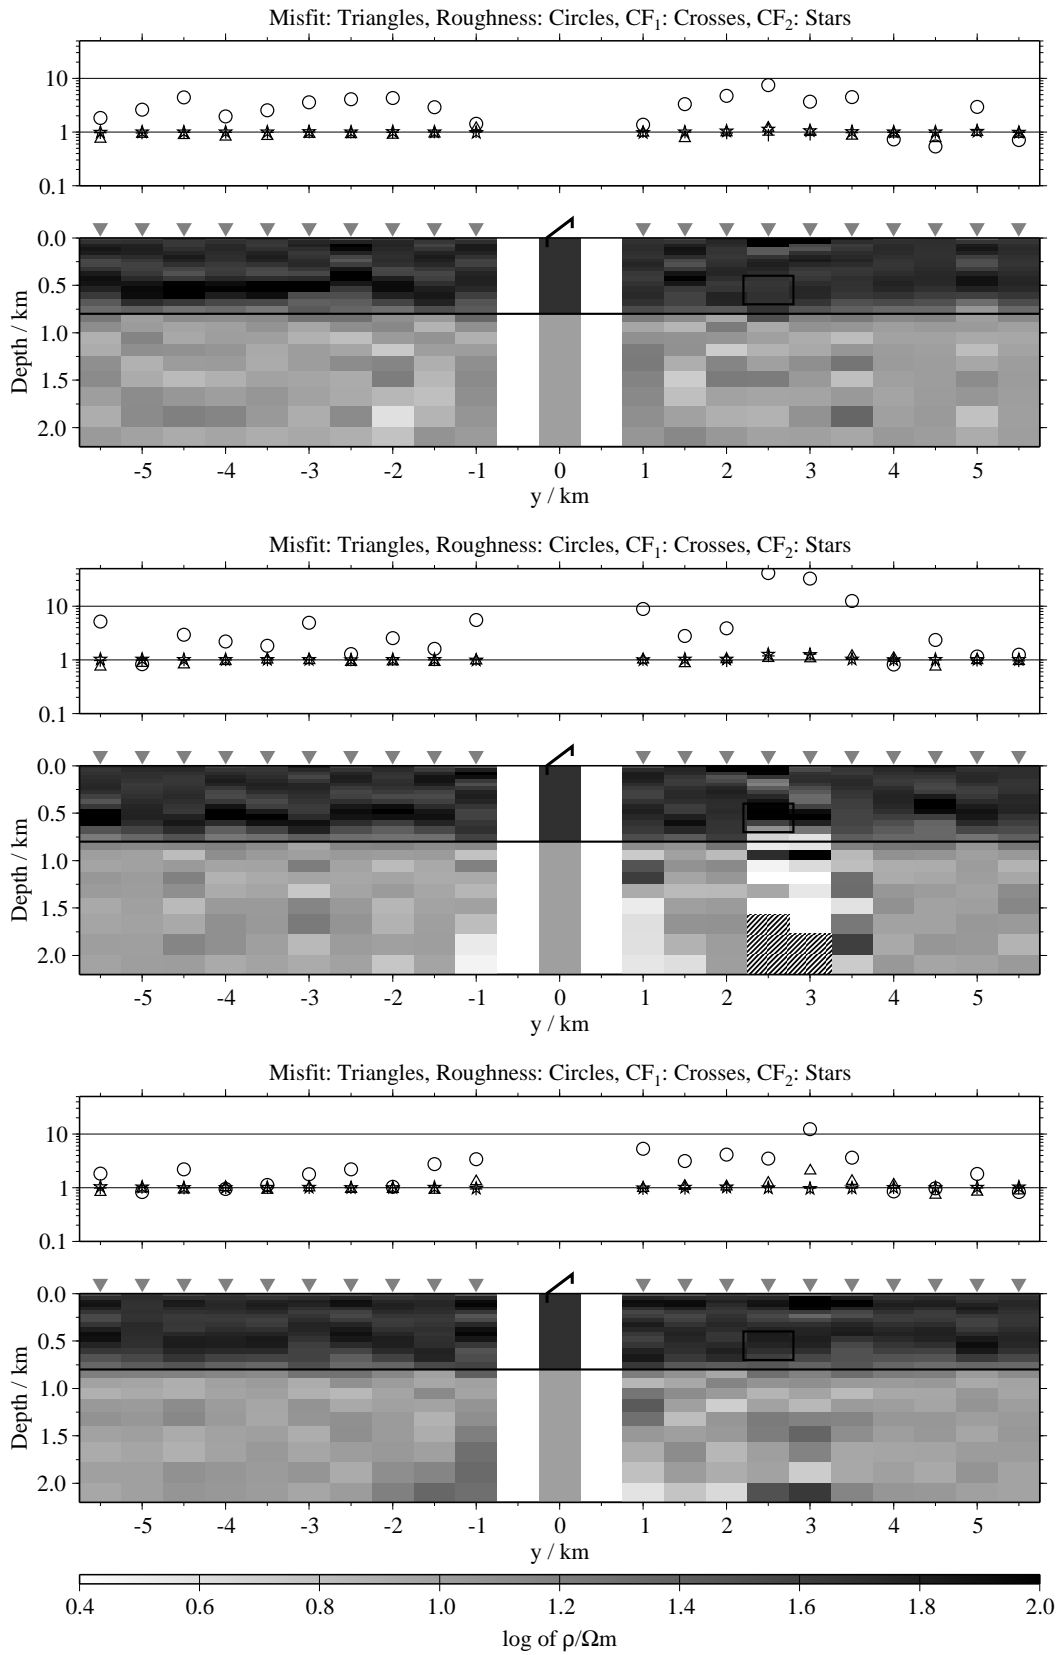 Misfit: Triangles, Roughness: Circles, CF₁: Crosses, CF₂: Stars
10
1
0.1
0.0
0.5
1.0
1.5
2.0
Depth / km
-5 -4 -3 -2 -1 0 1 2 3 4 5
y / km
Misfit: Triangles, Roughness: Circles, CF₁: Crosses, CF₂: Stars
10
1
0.1
0.0
0.5
1.0
1.5
2.0
Depth / km
-5 -4 -3 -2 -1 0 1 2 3 4 5
y / km
Misfit: Triangles, Roughness: Circles, CF₁: Crosses, CF₂: Stars
10
1
0.1
0.0
0.5
1.0
1.5
2.0
Depth / km
-5 -4 -3 -2 -1 0 1 2 3 4 5
y / km
0.4 0.6 0.8 1.0 1.2 1.4 1.6 1.8 2.0
log of ρ/Ωm